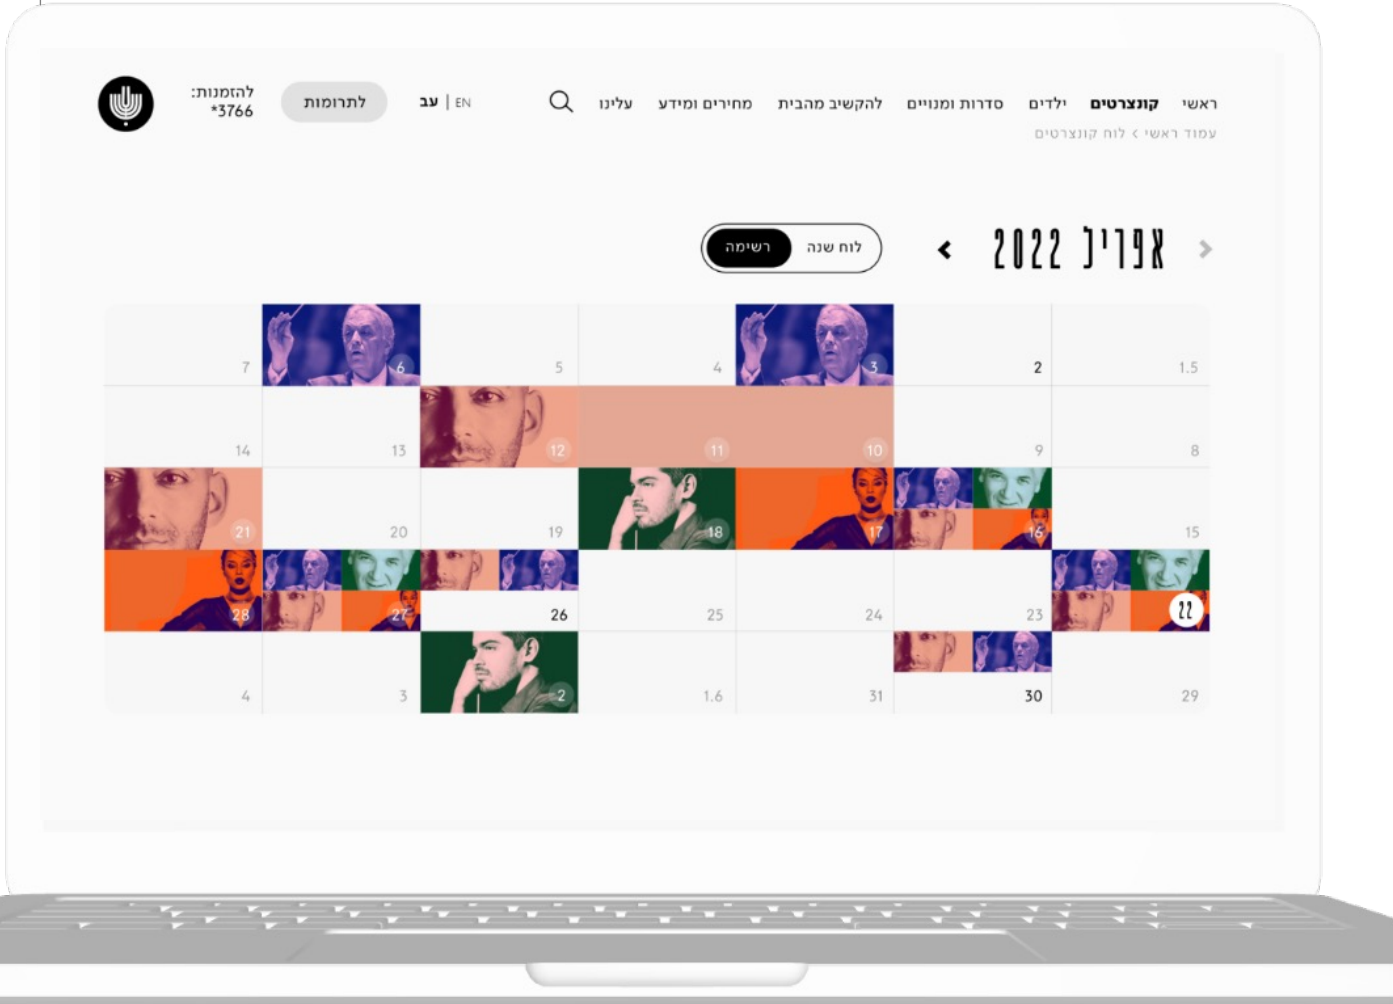 ראשי קונצרטים ילדים סדרות ומנויים להקשיב מהבית מחירים ומידע עלינו
EN | עב
לתרומות
להזמנות:
*3766
עמוד ראשי > לוח קונצרטים
אפריל 2022
לוח שנה רשימה
1.5 2 3 4 5 6 7
8 9 10 11 12 13 14
15 16 17 18 19 20 21
22 23 24 25 26 27 28
29 30 31 1.6 2 3 4